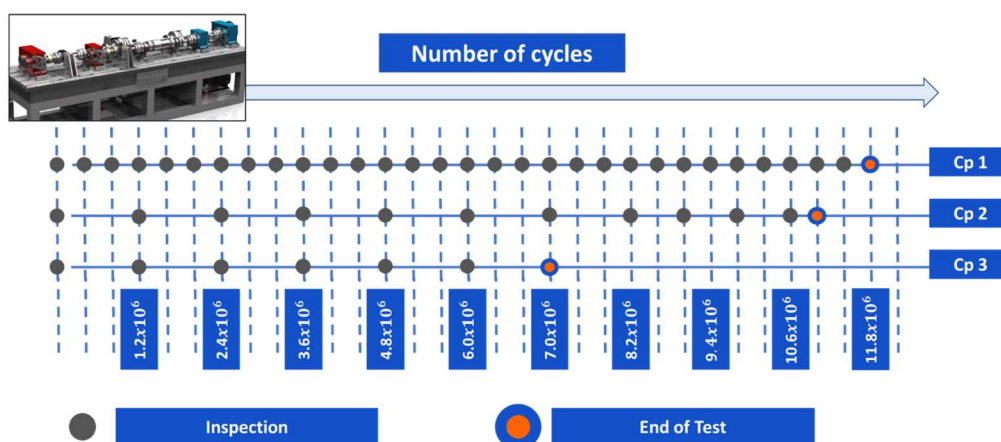 Number of cycles
Cp 1
Cp 2
Cp 3
1.2x10⁶
2.4x10⁶
3.6x10⁶
4.8x10⁶
6.0x10⁶
7.0x10⁶
8.2x10⁶
9.4x10⁶
10.6x10⁶
11.8x10⁶
Inspection
End of Test